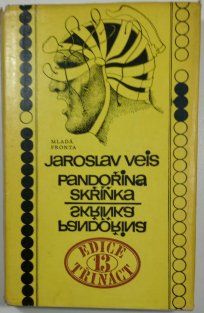 MLADÁ
FRONTA
JAROSLAV VEIS
PANDOŘINA
SKŘÍŇKA
SKŘÍŇKA
PANDOŘINA
EDICE
13
TŘINÁCT